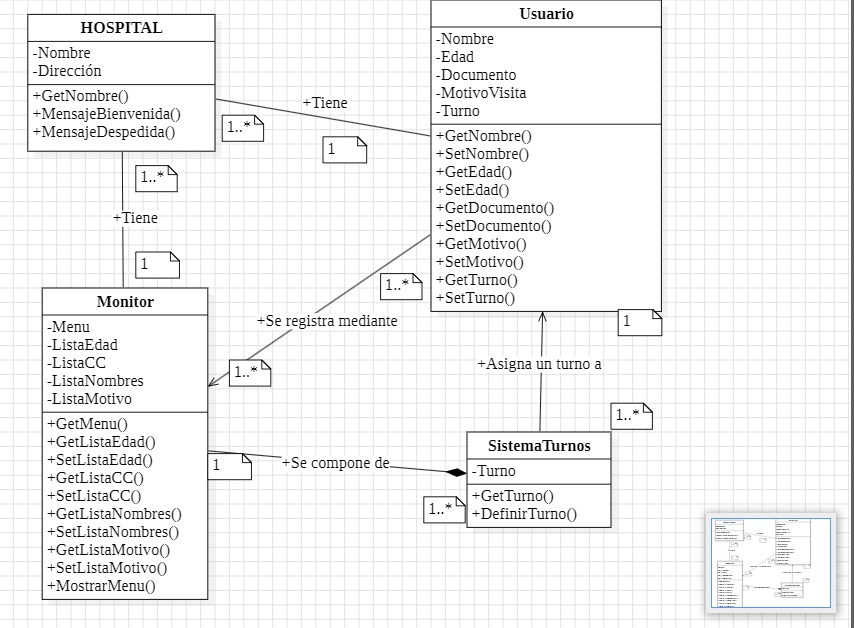 HOSPITAL
-Nombre
-Dirección
+GetNombre()
+MensajeBienvenida()
+MensajeDespedida()
Usuario
-Nombre
-Edad
-Documento
-MotivoVisita
-Turno
+GetNombre()
+SetNombre()
+GetEdad()
+SetEdad()
+GetDocumento()
+SetDocumento()
+GetMotivo()
+SetMotivo()
+GetTurno()
+SetTurno()
+Tiene
1..*
1
1..*
+Tiene
1
1..*
+Se registra mediante
1..*
1
+Asigna un turno a
1..*
Monitor
-Menu
-ListaEdad
-ListaCC
-ListaNombres
-ListaMotivo
+GetMenu()
+GetListaEdad()
+SetListaEdad()
+GetListaCC()
+SetListaCC()
+GetListaNombres()
+SetListaNombres()
+GetListaMotivo()
+SetListaMotivo()
+MostrarMenu()
1
+Se compone de
1..*
SistemaTurnos
-Turno
+GetTurno()
+DefinirTurno()